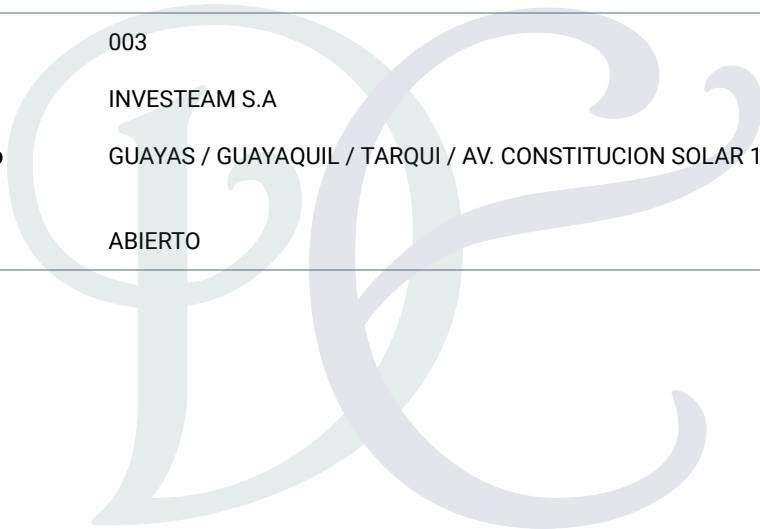 003
INVESTEAM S.A
GUAYAS / GUAYAQUIL / TARQUI / AV. CONSTITUCION SOLAR 1
ABIERTO